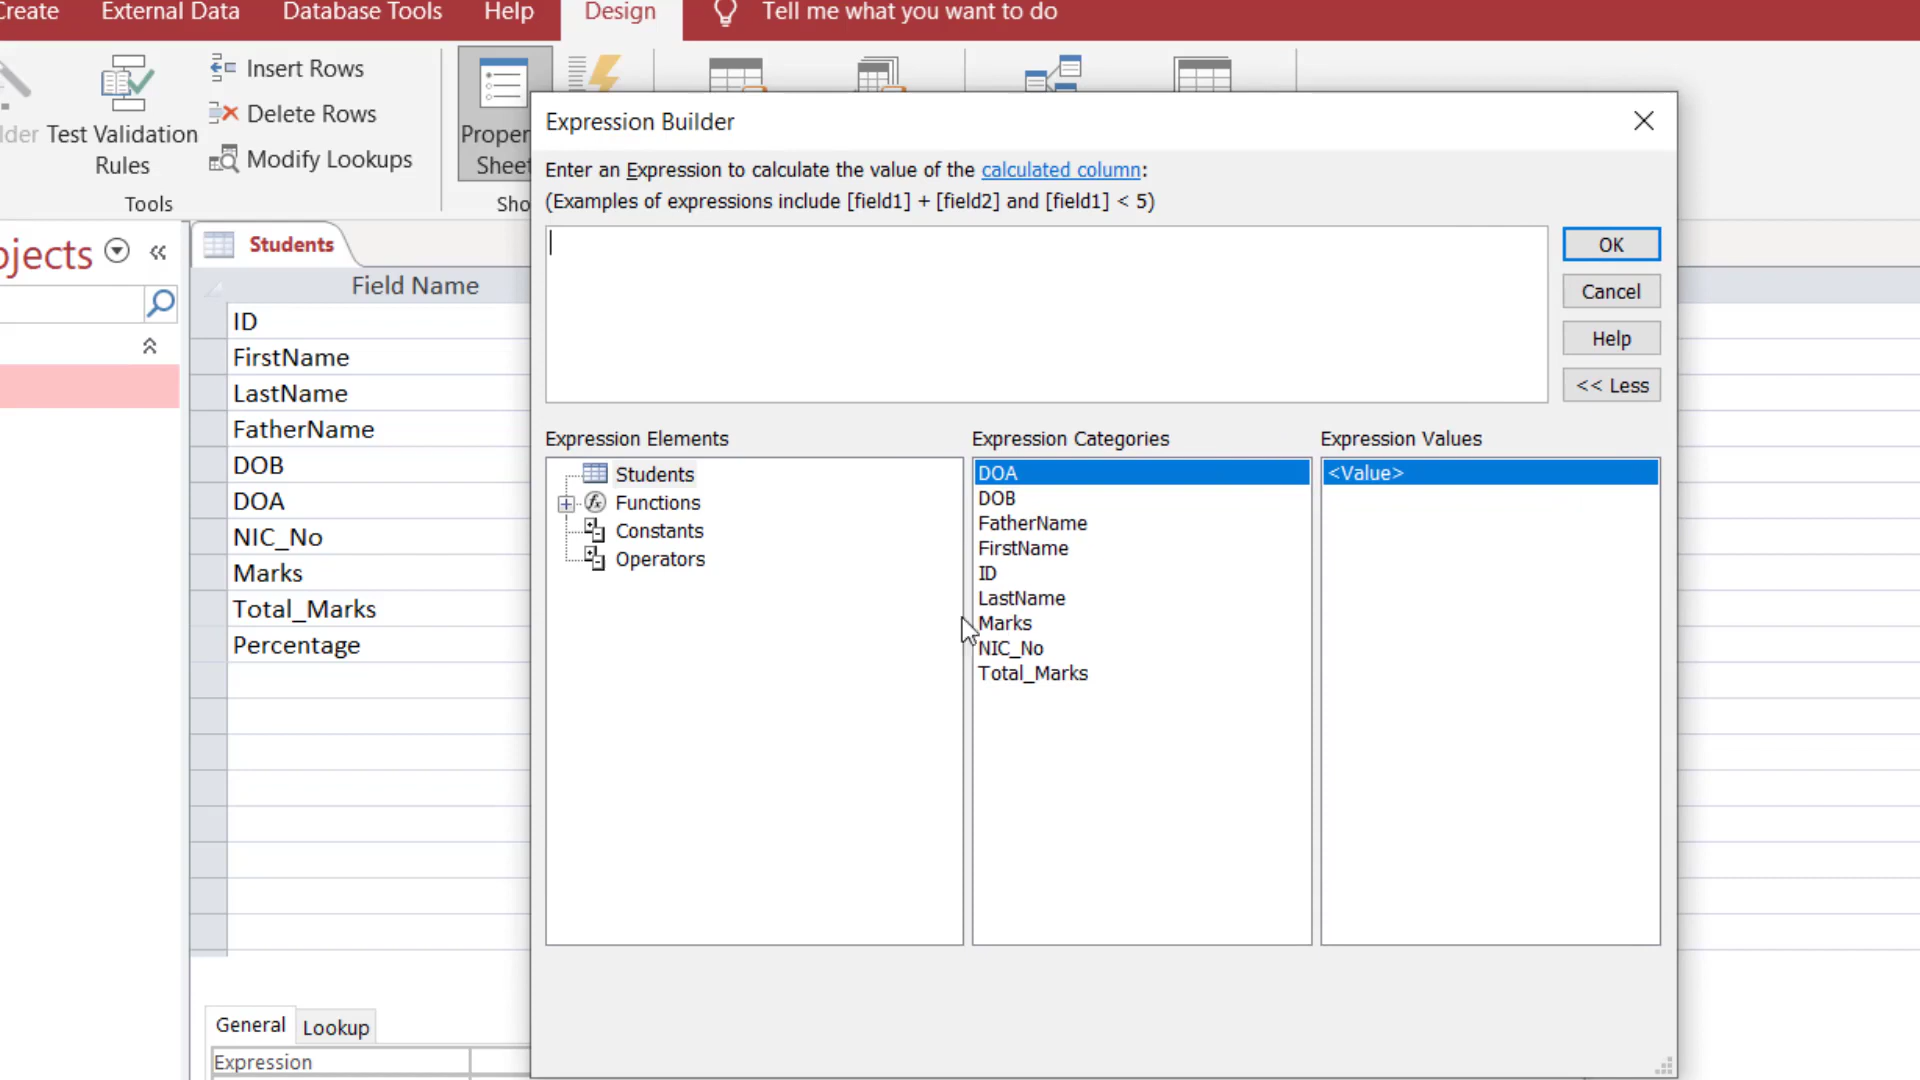 Create External Data Database Tools Help Design Tell me what you want to do
Insert Rows
Delete Rows
Modify Lookups
Test Validation
Rules
Tools
Sheet
Students
Field Name
ID
FirstName
LastName
FatherName
DOB
DOA
NIC_No
Marks
Total_Marks
Percentage
General Lookup
Expression
Expression Builder
Enter an Expression to calculate the value of the calculated column:
(Examples of expressions include [field1] + [field2] and [field1] < 5)
OK
Cancel
Help
<< Less
Expression Elements
Students
Functions
Constants
Operators
Expression Categories
DOA
DOB
FatherName
FirstName
ID
LastName
Marks
NIC_No
Total_Marks
Expression Values
<Value>